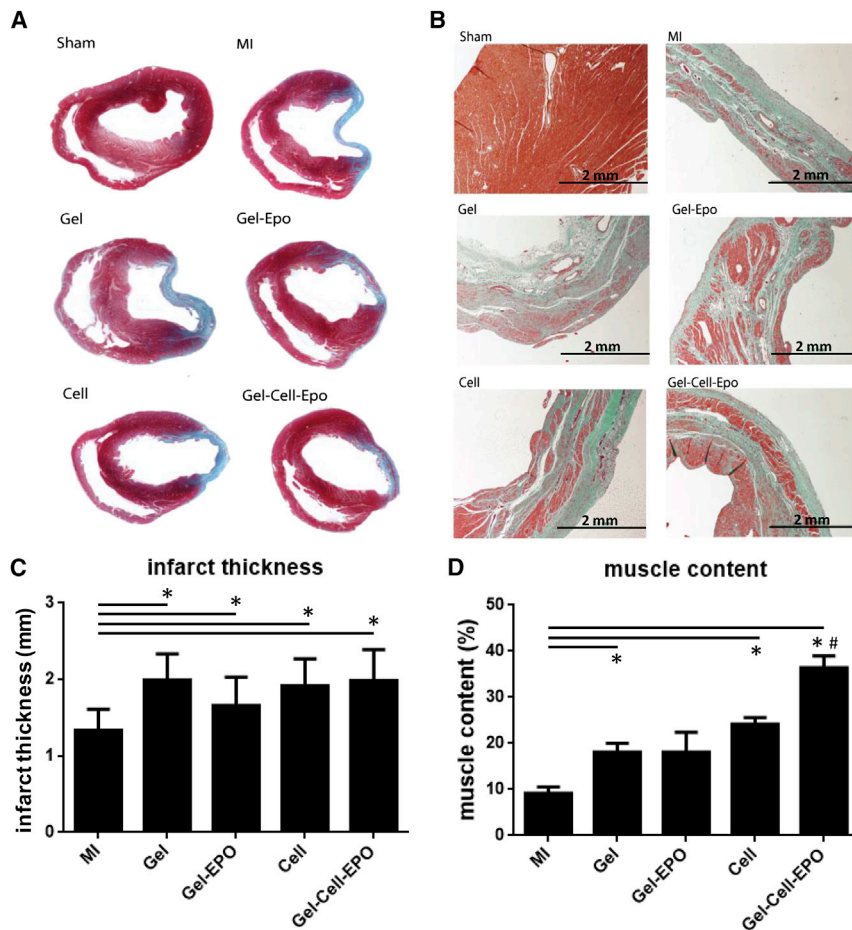 A
Sham
MI
Gel
Gel-Epo
Cell
Gel-Cell-Epo
B
Sham
MI
2 mm
2 mm
Gel
Gel-Epo
2 mm
2 mm
Cell
Gel-Cell-Epo
2 mm
2 mm
C
infarct thickness
infarct thickness (mm)
3
2
1
0
* * * *
MI
Gel
Gel-EPO
Cell
Gel-Cell-EPO
D
muscle content
muscle content (%)
50
40
30
20
10
0
* * * #
MI
Gel
Gel-EPO
Cell
Gel-Cell-EPO